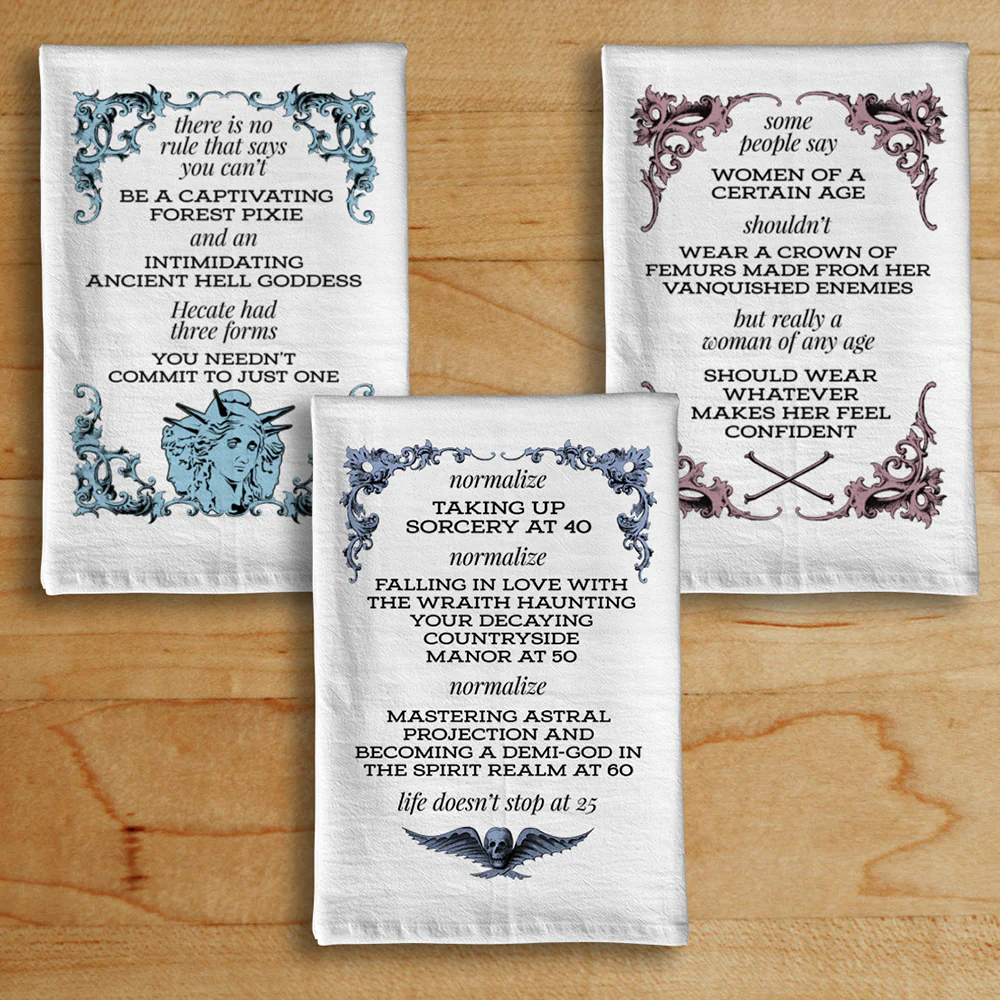 there is no
rule that says
you can't
BE A CAPTIVATING
FOREST PIXIE
and an
INTIMIDATING
ANCIENT HELL GODDESS
Hecate had
three forms
YOU NEEDN'T
COMMIT TO JUST ONE
some
people say
WOMEN OF A
CERTAIN AGE
shouldn't
WEAR A CROWN OF
FEMURS MADE FROM HER
VANQUISHED ENEMIES
but really a
woman of any age
SHOULD WEAR
WHATEVER
MAKES HER FEEL
CONFIDENT
normalize
TAKING UP
SORCERY AT 40
normalize
FALLING IN LOVE WITH
THE WRAITH HAUNTING
YOUR DECAYING
COUNTRYSIDE
MANOR AT 50
normalize
MASTERING ASTRAL
PROJECTION AND
BECOMING A DEMI-GOD IN
THE SPIRIT REALM AT 60
life doesn't stop at 25